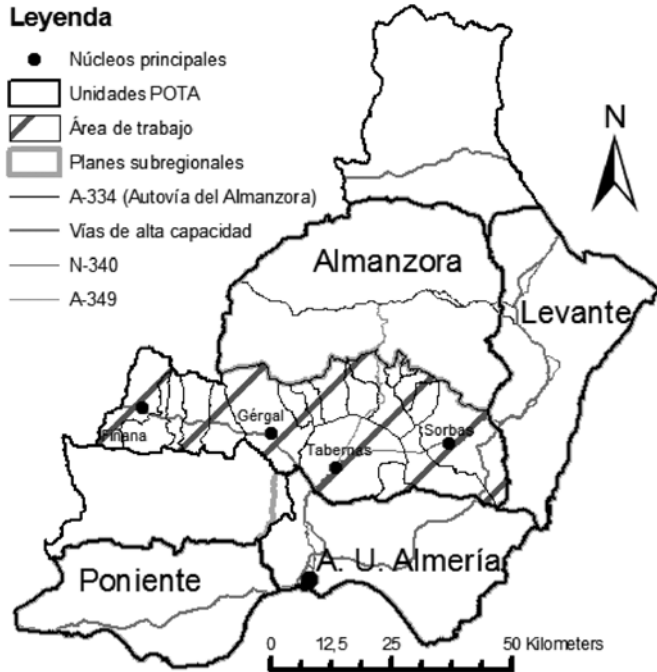 Leyenda
Núcleos principales
Unidades POTA
Área de trabajo
Planes subregionales
A-334 (Autovía del Almanzora)
Vías de alta capacidad
N-340
A-349
N
Almanzora
Levante
Fiñana
Gérgal
Tabernas
Sorbas
A. U. Almería
Poniente
0 12,5 25 50 Kilometers